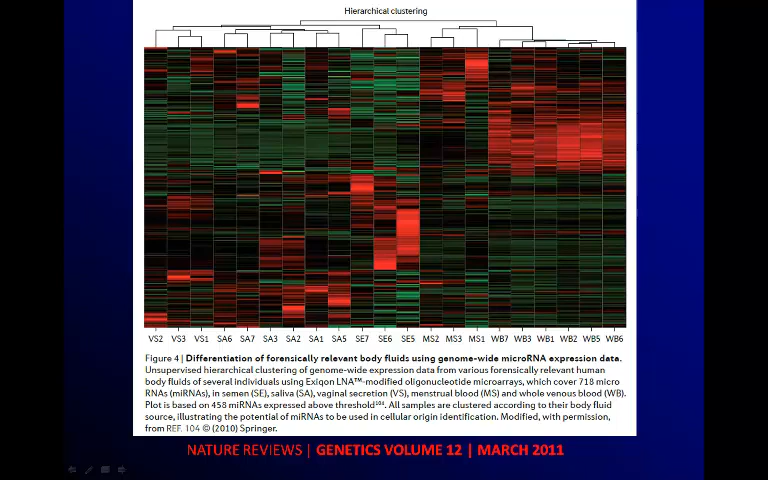 Hierarchical clustering
VS2 VS3 VS1 SA6 SA7 SA3 SA2 SA1 SA5 SE7 SE6 SE5 MS2 MS3 MS1 WB7 WB3 WB1 WB2 WB5 WB6
Figure 4 | Differentiation of forensically relevant body fluids using genome-wide microRNA expression data.
Unsupervised hierarchical clustering of genome-wide expression data from various forensically relevant human
body fluids of several individuals using Exiqon LNA™-modified oligonucleotide microarrays, which cover 718 micro
RNAs (miRNAs), in semen (SE), saliva (SA), vaginal secretion (VS), menstrual blood (MS) and whole venous blood (WB).
Plot is based on 458 miRNAs expressed above threshold¹⁰⁴. All samples are clustered according to their body fluid
source, illustrating the potential of miRNAs to be used in cellular origin identification. Modified, with permission,
from REF. 104 © (2010) Springer.
NATURE REVIEWS | GENETICS VOLUME 12 | MARCH 2011